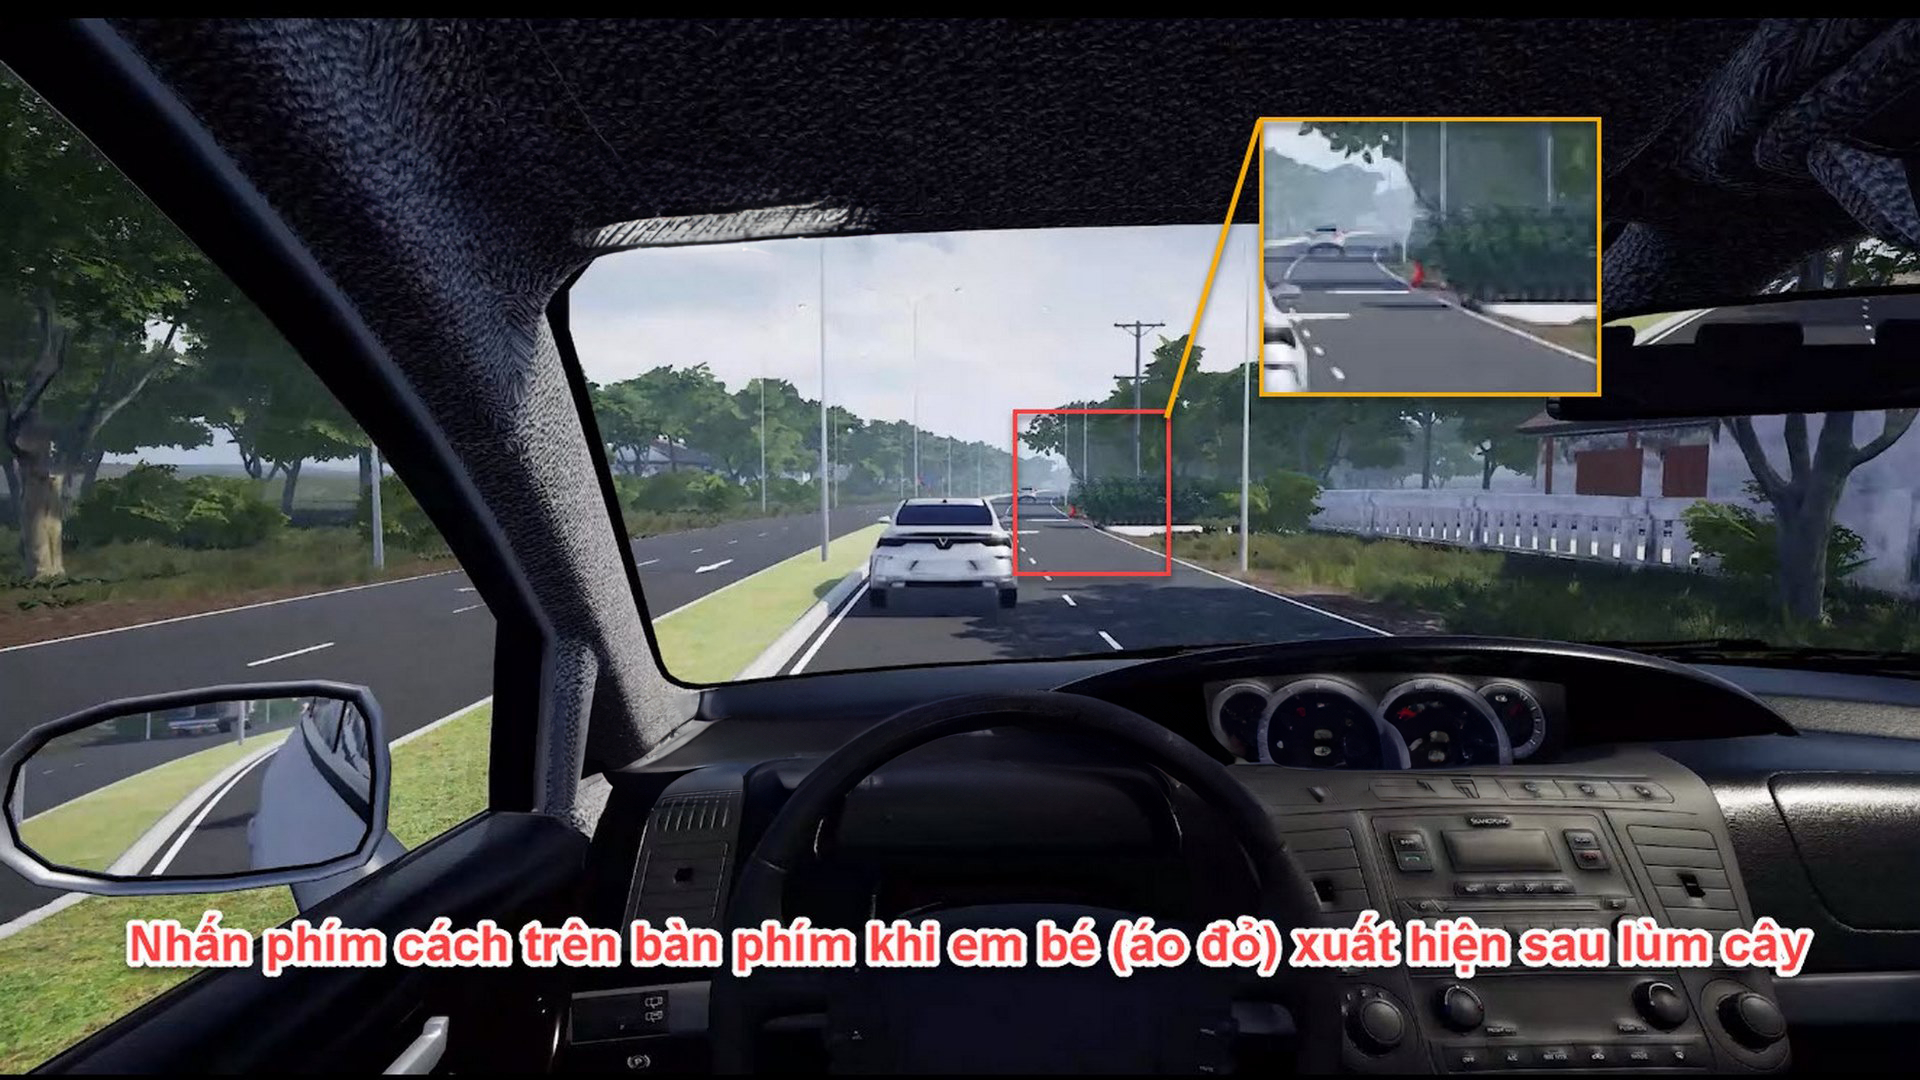 Nhấn phím cách trên bàn phím khi em bé (áo đỏ) xuất hiện sau lùm cây